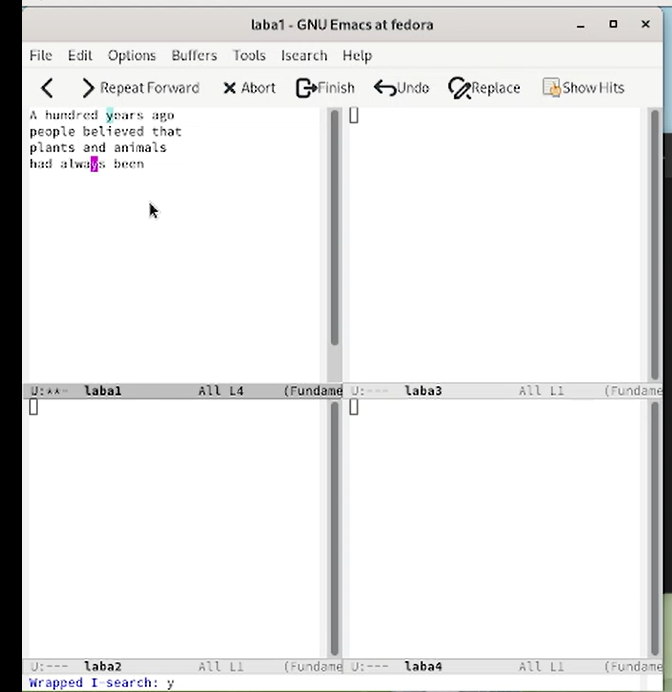 laba1 - GNU Emacs at fedora
File Edit Options Buffers Tools Isearch Help
Repeat Forward Abort Finish Undo Replace Show Hits
A hundred years ago
people believed that
plants and animals
had always been
U:**- laba1 All L4 (Fundame
U:--- laba3 All L1 (Fundame
U:--- laba2 All L1 (Fundame
U:--- laba4 All L1 (Fundame
Wrapped I-search: y